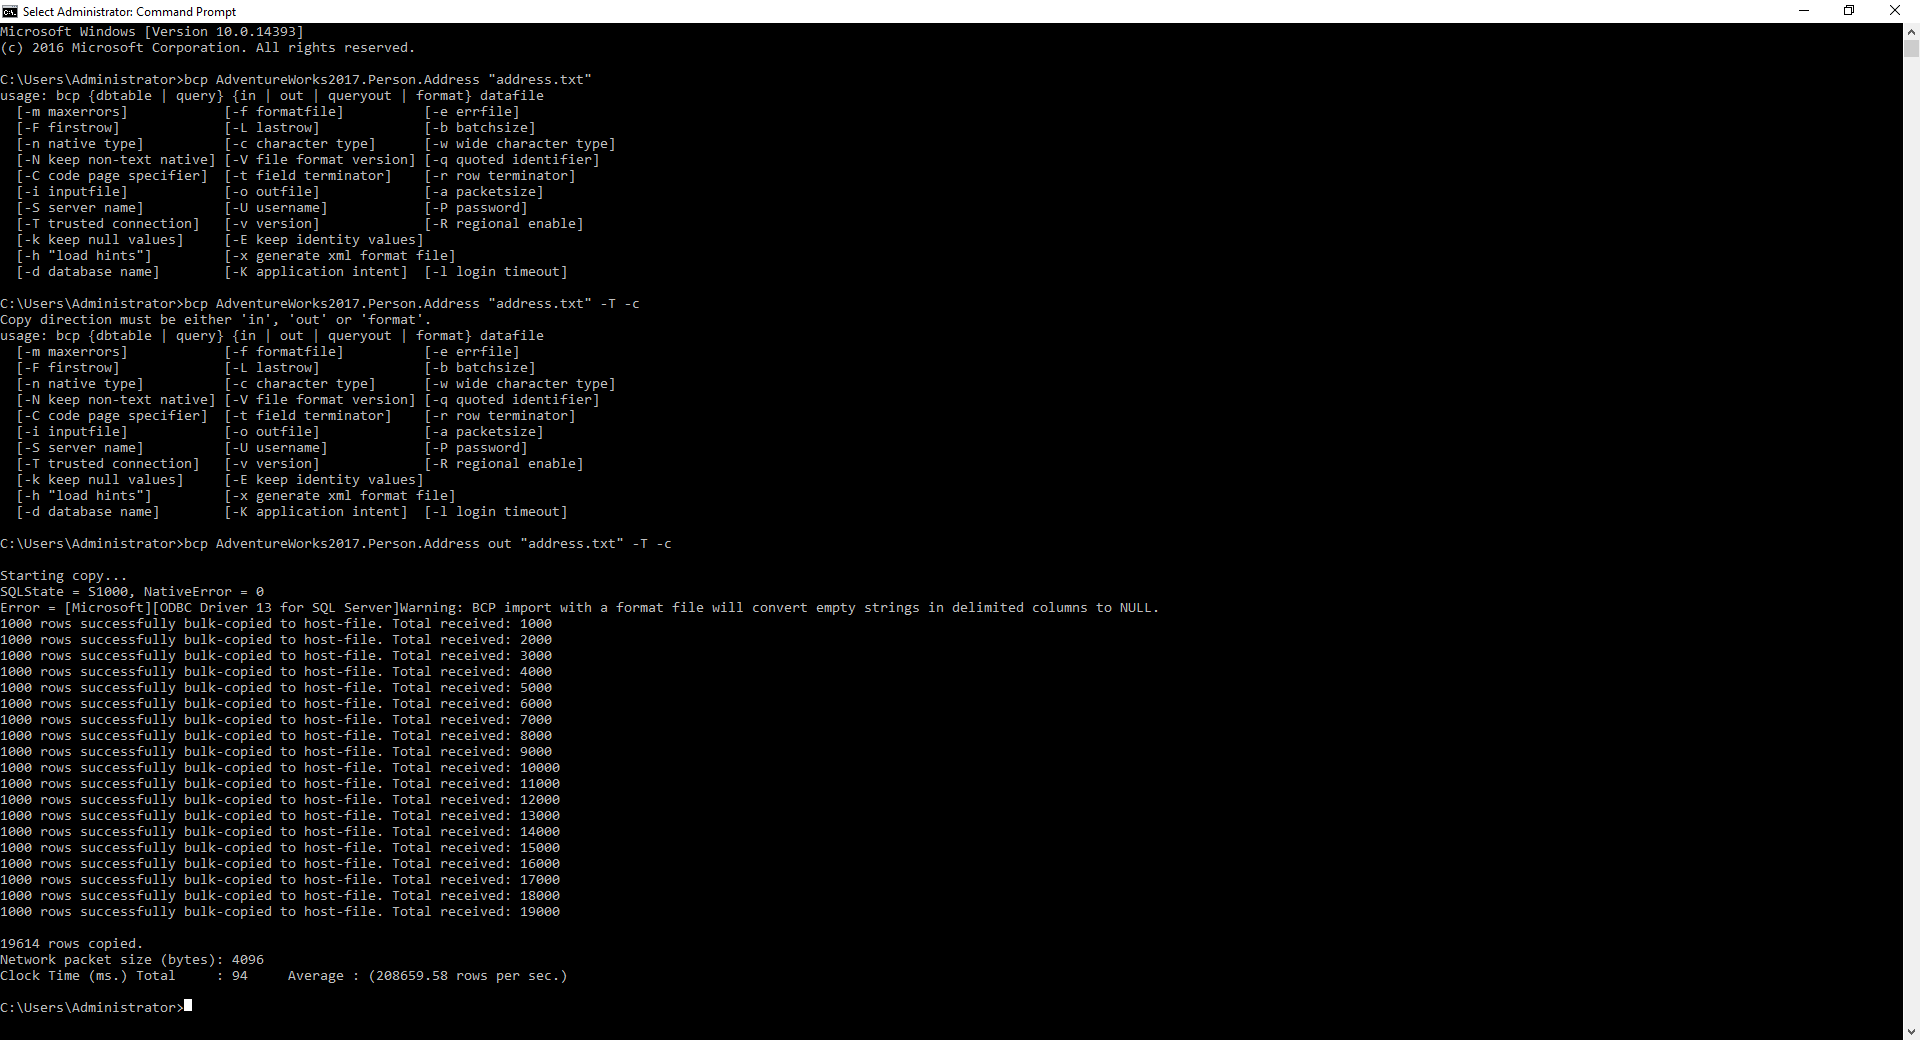 Select Administrator: Command Prompt
Microsoft Windows [Version 10.0.14393]
(c) 2016 Microsoft Corporation. All rights reserved.

C:\Users\Administrator>bcp AdventureWorks2017.Person.Address "address.txt"
usage: bcp {dbtable | query} {in | out | queryout | format} datafile
  [-m maxerrors]            [-f formatfile]          [-e errfile]
  [-F firstrow]             [-L lastrow]             [-b batchsize]
  [-n native type]          [-c character type]      [-w wide character type]
  [-N keep non-text native] [-V file format version] [-q quoted identifier]
  [-C code page specifier]  [-t field terminator]    [-r row terminator]
  [-i inputfile]            [-o outfile]             [-a packetsize]
  [-S server name]          [-U username]            [-P password]
  [-T trusted connection]   [-v version]             [-R regional enable]
  [-k keep null values]     [-E keep identity values]
  [-h "load hints"]         [-x generate xml format file]
  [-d database name]        [-K application intent]  [-l login timeout]

C:\Users\Administrator>bcp AdventureWorks2017.Person.Address "address.txt" -T -c
Copy direction must be either 'in', 'out' or 'format'.
usage: bcp {dbtable | query} {in | out | queryout | format} datafile
  [-m maxerrors]            [-f formatfile]          [-e errfile]
  [-F firstrow]             [-L lastrow]             [-b batchsize]
  [-n native type]          [-c character type]      [-w wide character type]
  [-N keep non-text native] [-V file format version] [-q quoted identifier]
  [-C code page specifier]  [-t field terminator]    [-r row terminator]
  [-i inputfile]            [-o outfile]             [-a packetsize]
  [-S server name]          [-U username]            [-P password]
  [-T trusted connection]   [-v version]             [-R regional enable]
  [-k keep null values]     [-E keep identity values]
  [-h "load hints"]         [-x generate xml format file]
  [-d database name]        [-K application intent]  [-l login timeout]

C:\Users\Administrator>bcp AdventureWorks2017.Person.Address out "address.txt" -T -c

Starting copy...
SQLState = S1000, NativeError = 0
Error = [Microsoft][ODBC Driver 13 for SQL Server]Warning: BCP import with a format file will convert empty strings in delimited columns to NULL.
1000 rows successfully bulk-copied to host-file. Total received: 1000
1000 rows successfully bulk-copied to host-file. Total received: 2000
1000 rows successfully bulk-copied to host-file. Total received: 3000
1000 rows successfully bulk-copied to host-file. Total received: 4000
1000 rows successfully bulk-copied to host-file. Total received: 5000
1000 rows successfully bulk-copied to host-file. Total received: 6000
1000 rows successfully bulk-copied to host-file. Total received: 7000
1000 rows successfully bulk-copied to host-file. Total received: 8000
1000 rows successfully bulk-copied to host-file. Total received: 9000
1000 rows successfully bulk-copied to host-file. Total received: 10000
1000 rows successfully bulk-copied to host-file. Total received: 11000
1000 rows successfully bulk-copied to host-file. Total received: 12000
1000 rows successfully bulk-copied to host-file. Total received: 13000
1000 rows successfully bulk-copied to host-file. Total received: 14000
1000 rows successfully bulk-copied to host-file. Total received: 15000
1000 rows successfully bulk-copied to host-file. Total received: 16000
1000 rows successfully bulk-copied to host-file. Total received: 17000
1000 rows successfully bulk-copied to host-file. Total received: 18000
1000 rows successfully bulk-copied to host-file. Total received: 19000

19614 rows copied.
Network packet size (bytes): 4096
Clock Time (ms.) Total     : 94     Average : (208659.58 rows per sec.)

C:\Users\Administrator>